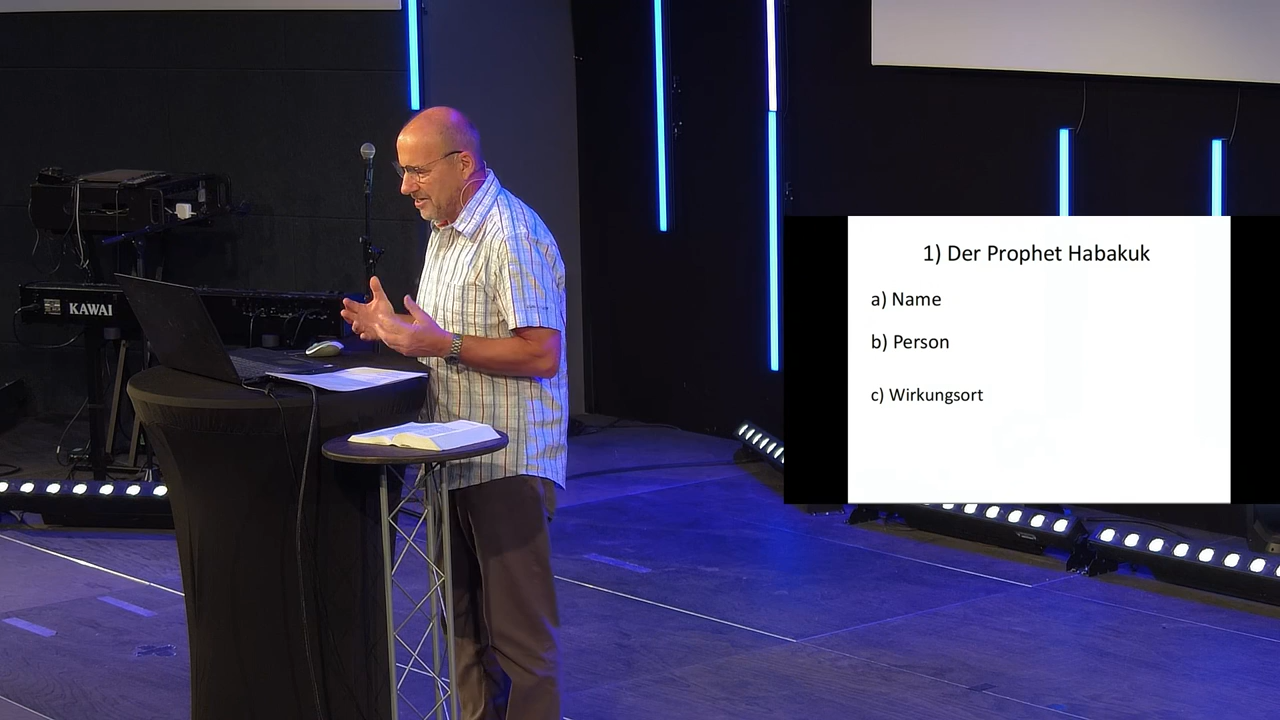 KAWAI
1) Der Prophet Habakuk
a) Name
b) Person
c) Wirkungsort